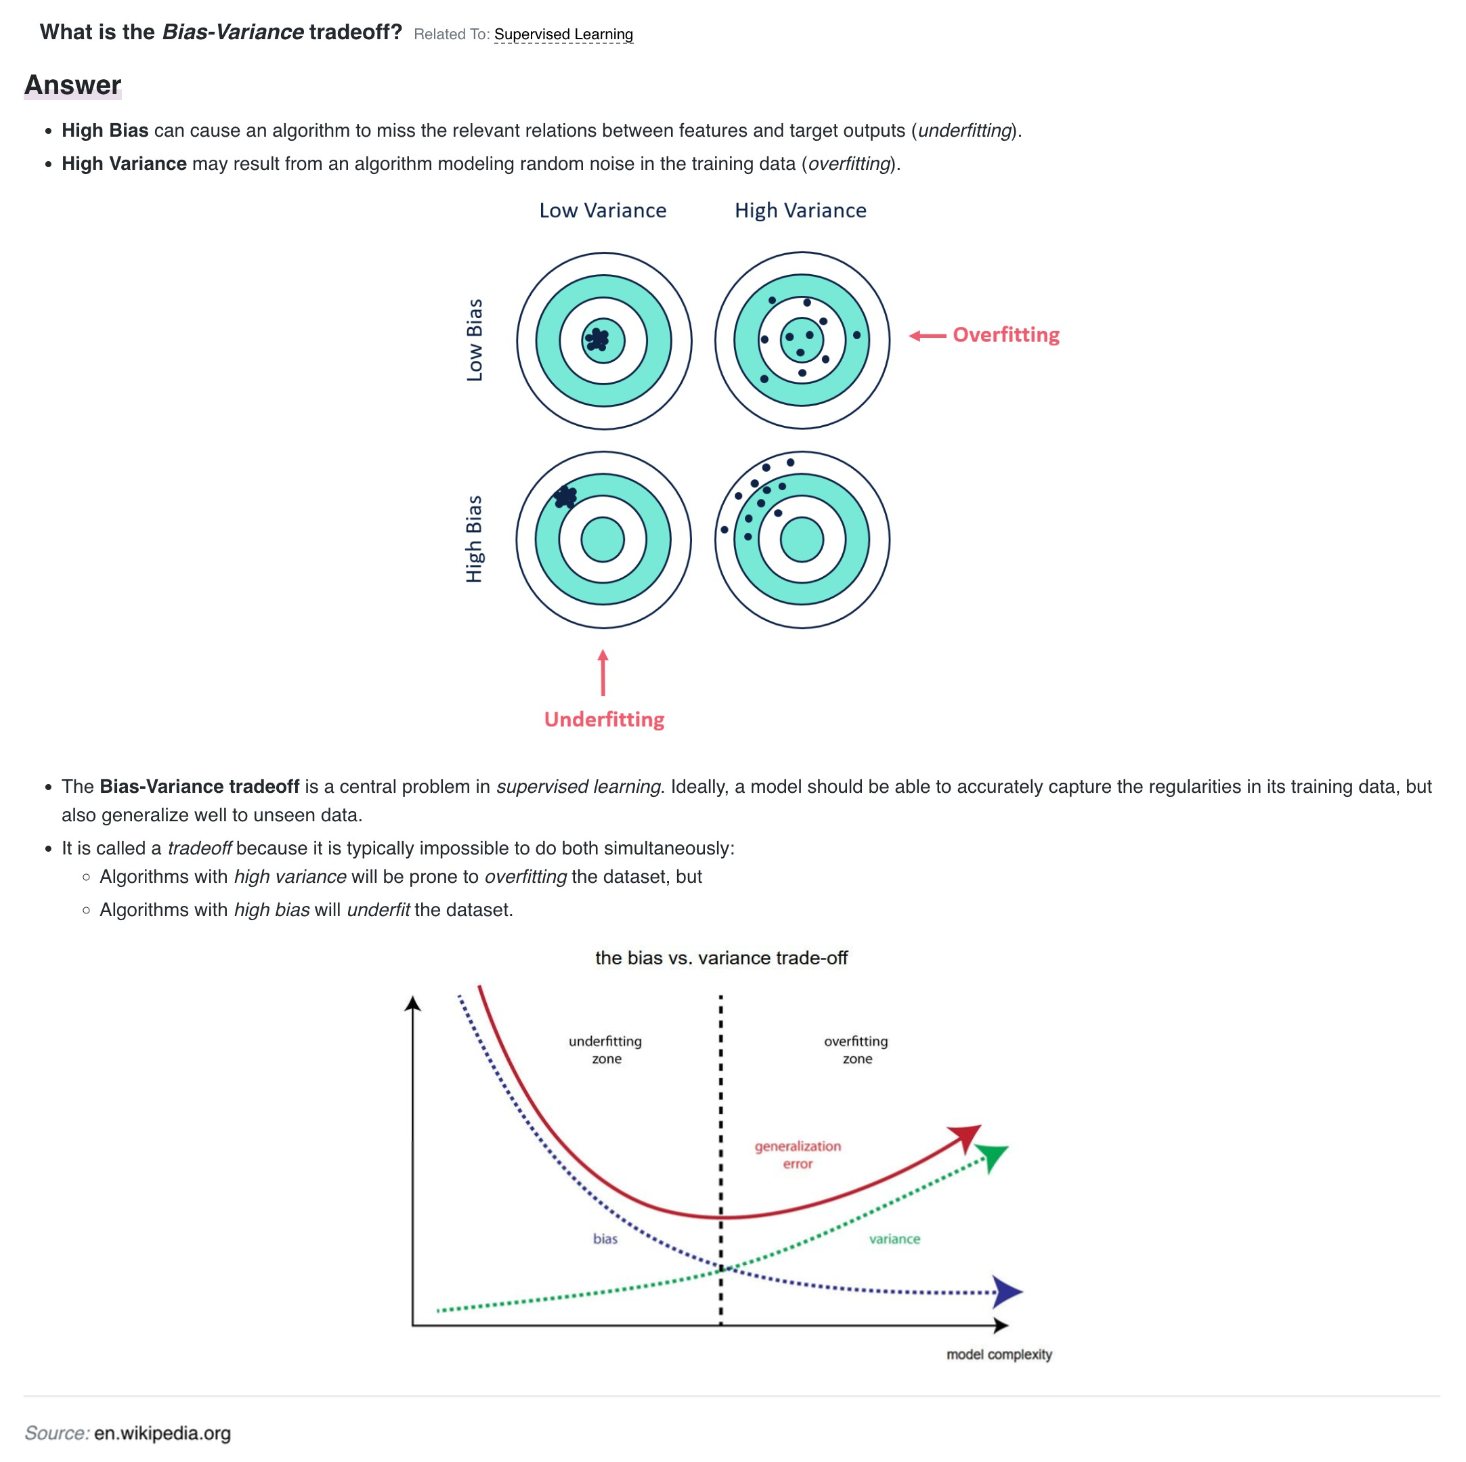 What is the Bias-Variance tradeoff? Related To: Supervised Learning
Answer
• High Bias can cause an algorithm to miss the relevant relations between features and target outputs (underfitting).
• High Variance may result from an algorithm modeling random noise in the training data (overfitting).
Low Variance High Variance
Low Bias
Overfitting
High Bias
Underfitting
• The Bias-Variance tradeoff is a central problem in supervised learning. Ideally, a model should be able to accurately capture the regularities in its training data, but
also generalize well to unseen data.
• It is called a tradeoff because it is typically impossible to do both simultaneously:
◦ Algorithms with high variance will be prone to overfitting the dataset, but
◦ Algorithms with high bias will underfit the dataset.
the bias vs. variance trade-off
underfitting
zone
overfitting
zone
generalization
error
bias
variance
model complexity
Source: en.wikipedia.org